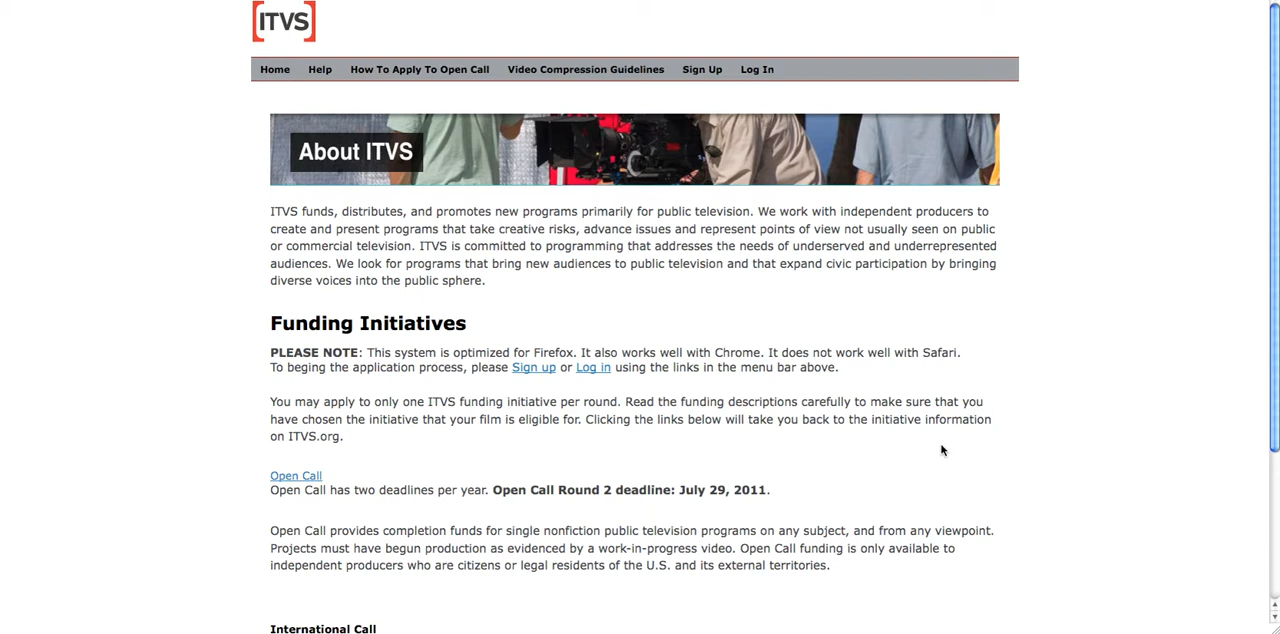 [ITVS]
Home Help How To Apply To Open Call Video Compression Guidelines Sign Up Log In
About ITVS
ITVS funds, distributes, and promotes new programs primarily for public television. We work with independent producers to
create and present programs that take creative risks, advance issues and represent points of view not usually seen on public
or commercial television. ITVS is committed to programming that addresses the needs of underserved and underrepresented
audiences. We look for programs that bring new audiences to public television and that expand civic participation by bringing
diverse voices into the public sphere.
Funding Initiatives
PLEASE NOTE: This system is optimized for Firefox. It also works well with Chrome. It does not work well with Safari.
To beging the application process, please Sign up or Log in using the links in the menu bar above.
You may apply to only one ITVS funding initiative per round. Read the funding descriptions carefully to make sure that you
have chosen the initiative that your film is eligible for. Clicking the links below will take you back to the initiative information
on ITVS.org.
Open Call
Open Call has two deadlines per year. Open Call Round 2 deadline: July 29, 2011.
Open Call provides completion funds for single nonfiction public television programs on any subject, and from any viewpoint.
Projects must have begun production as evidenced by a work-in-progress video. Open Call funding is only available to
independent producers who are citizens or legal residents of the U.S. and its external territories.
International Call